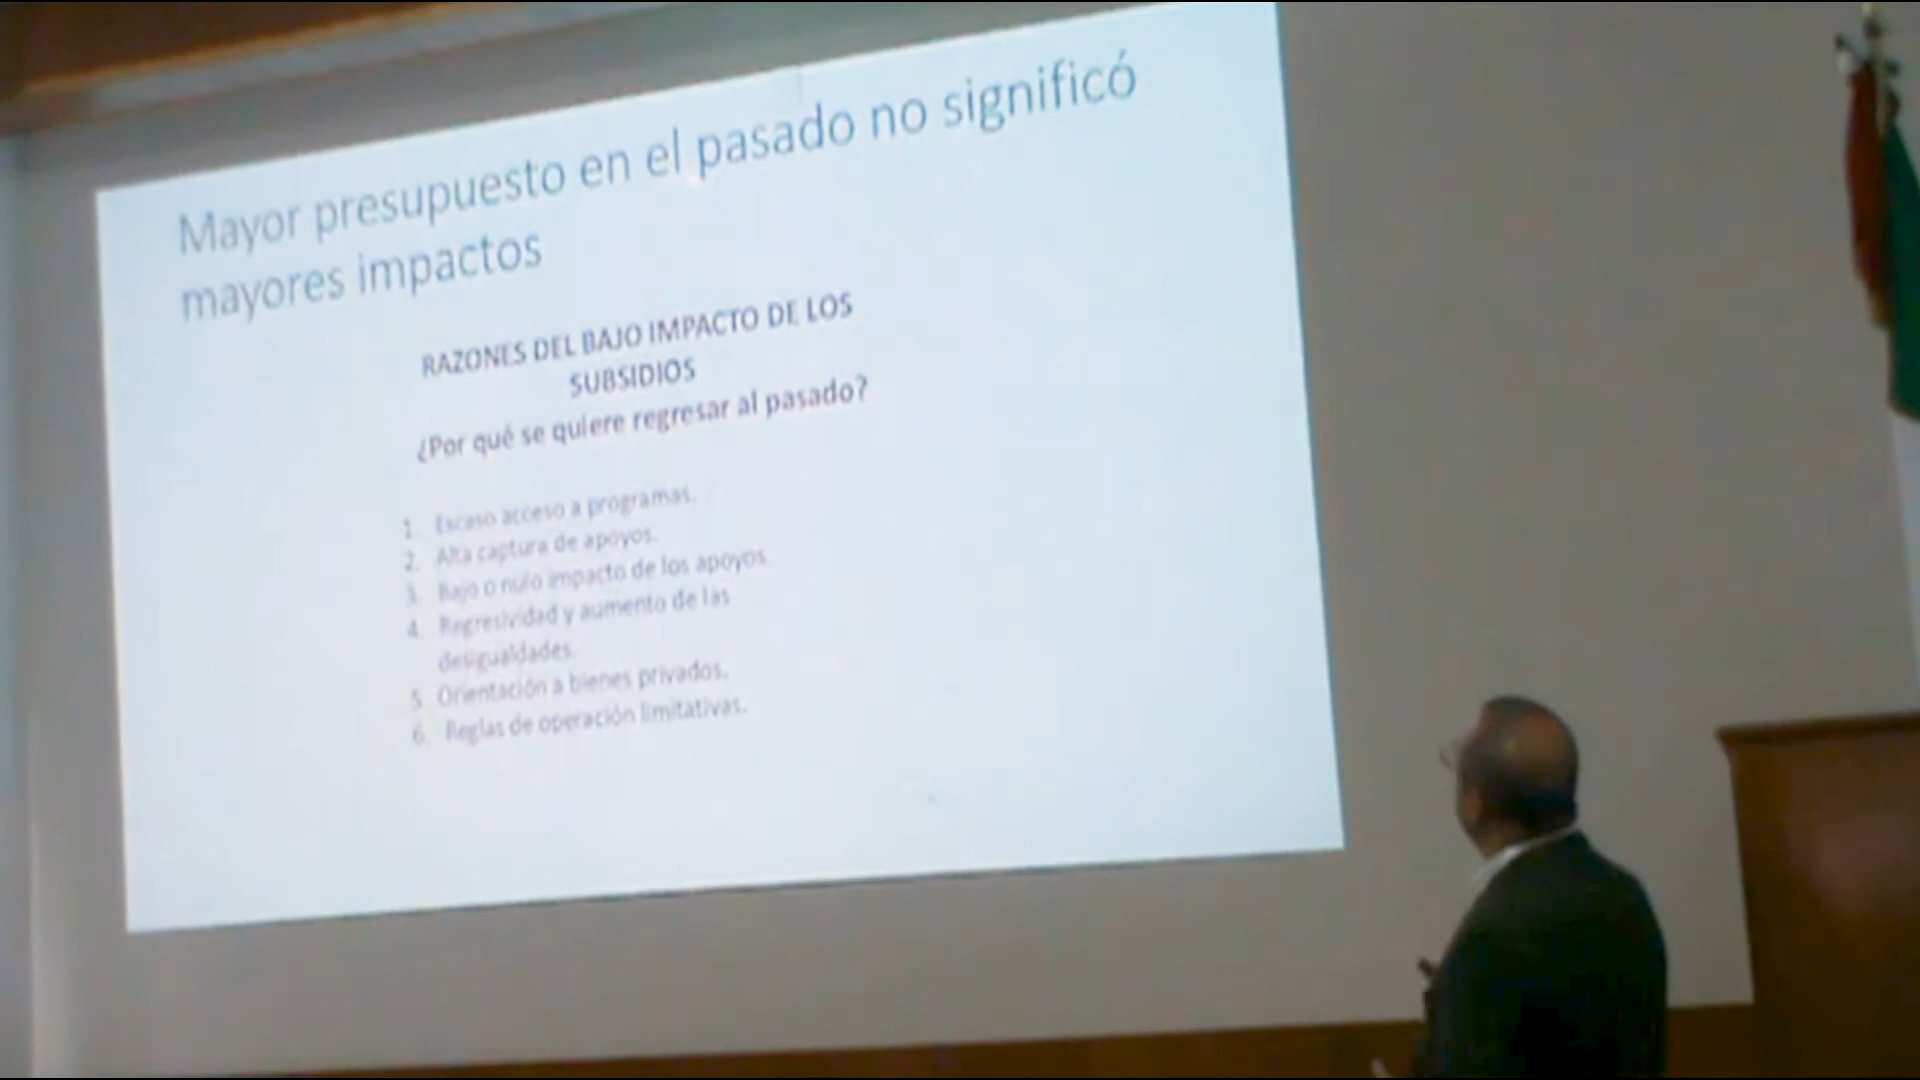 Mayor presupuesto en el pasado no significó
mayores impactos
RAZONES DEL BAJO IMPACTO DE LOS
SUBSIDIOS
¿Por qué se quiere regresar al pasado?
1. Escaso acceso a programas.
2. Alta captura de apoyos.
3. Bajo o nulo impacto de los apoyos.
4. Regresividad y aumento de las
desigualdades.
5. Orientación a bienes privados.
6. Reglas de operación limitativas.